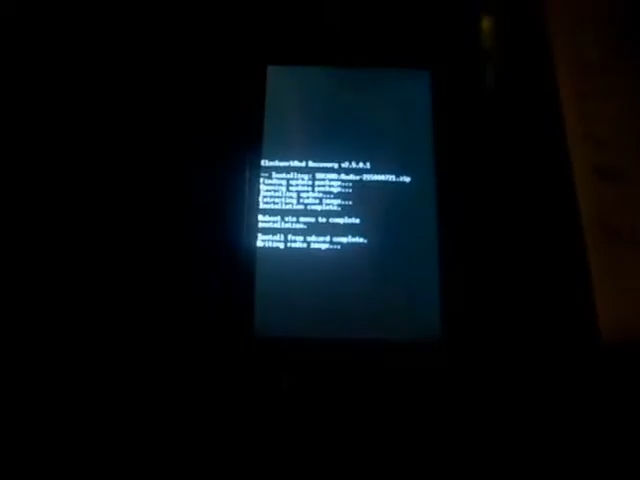 ClockworkMod Recovery v2.5.0.1
-- Installing: SDCARD:
Finding update package...
Opening update package...
Installing update...
Extracting radio image...
Installation complete.
Reboot via menu to complete
installation.
Install from sdcard complete.
Writing radio image...